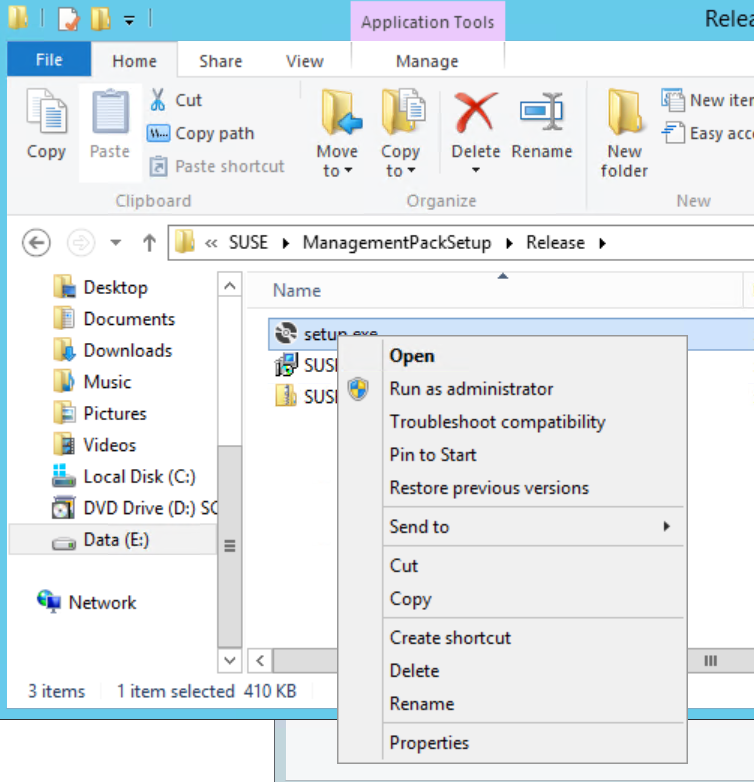 Application Tools
Relea
File Home Share View Manage
Copy
Paste
Cut
Copy path
Paste shortcut
Move to
Copy to
Delete
Rename
New folder
New iter
Easy acce
Clipboard Organize New
« SUSE ManagementPackSetup Release
Desktop
Documents
Downloads
Music
Pictures
Videos
Local Disk (C:)
DVD Drive (D:) SC
Data (E:)
Network
Name
setup.exe
SUSE
SUSE
Open
Run as administrator
Troubleshoot compatibility
Pin to Start
Restore previous versions
Send to
Cut
Copy
Create shortcut
Delete
Rename
Properties
3 items 1 item selected 410 KB